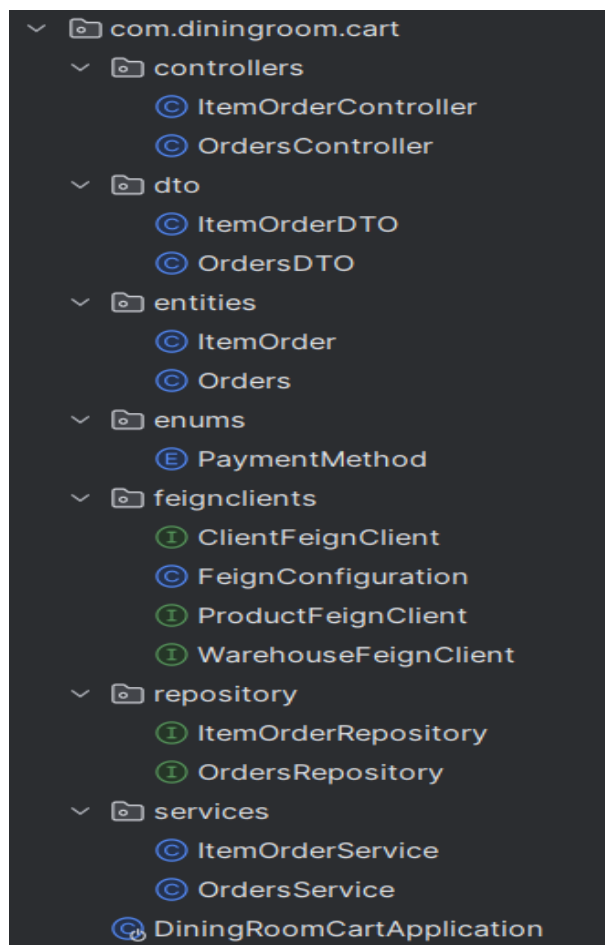 com.diningroom.cart
controllers
C ItemOrderController
C OrdersController
dto
C ItemOrderDTO
C OrdersDTO
entities
C ItemOrder
C Orders
enums
E PaymentMethod
feignclients
I ClientFeignClient
C FeignConfiguration
I ProductFeignClient
I WarehouseFeignClient
repository
I ItemOrderRepository
I OrdersRepository
services
C ItemOrderService
C OrdersService
C DiningRoomCartApplication